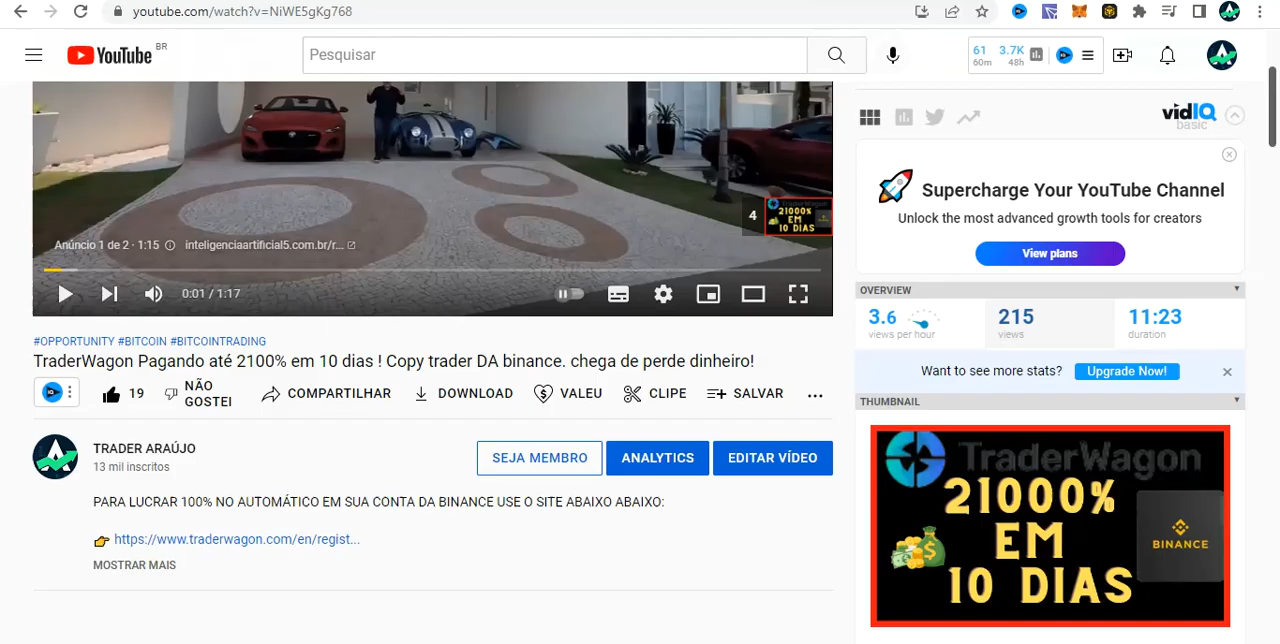 youtube.com/watch?v=NiWE5gKg768
YouTube BR
Pesquisar
61 3.7K
60m 48h
vidIQ
basic
Supercharge Your YouTube Channel
Unlock the most advanced growth tools for creators
View plans
4
TraderWagon
21000%
EM
10 DIAS
Anúncio 1 de 2 · 1:15 inteligenciaartificial5.com.br/r...
0:01 / 1:17
OVERVIEW
3.6
views per hour
215
views
11:23
duration
#OPPORTUNITY #BITCOIN #BITCOINTRADING
TraderWagon Pagando até 2100% em 10 dias ! Copy trader DA binance. chega de perde dinheiro!
19
NÃO
GOSTEI
COMPARTILHAR
DOWNLOAD
VALEU
CLIPE
SALVAR
...
Want to see more stats? Upgrade Now!
THUMBNAIL
TRADER ARAÚJO
13 mil inscritos
SEJA MEMBRO
ANALYTICS
EDITAR VÍDEO
PARA LUCRAR 100% NO AUTOMÁTICO EM SUA CONTA DA BINANCE USE O SITE ABAIXO ABAIXO:
https://www.traderwagon.com/en/regist...
MOSTRAR MAIS
TraderWagon
21000%
EM
10 DIAS
BINANCE